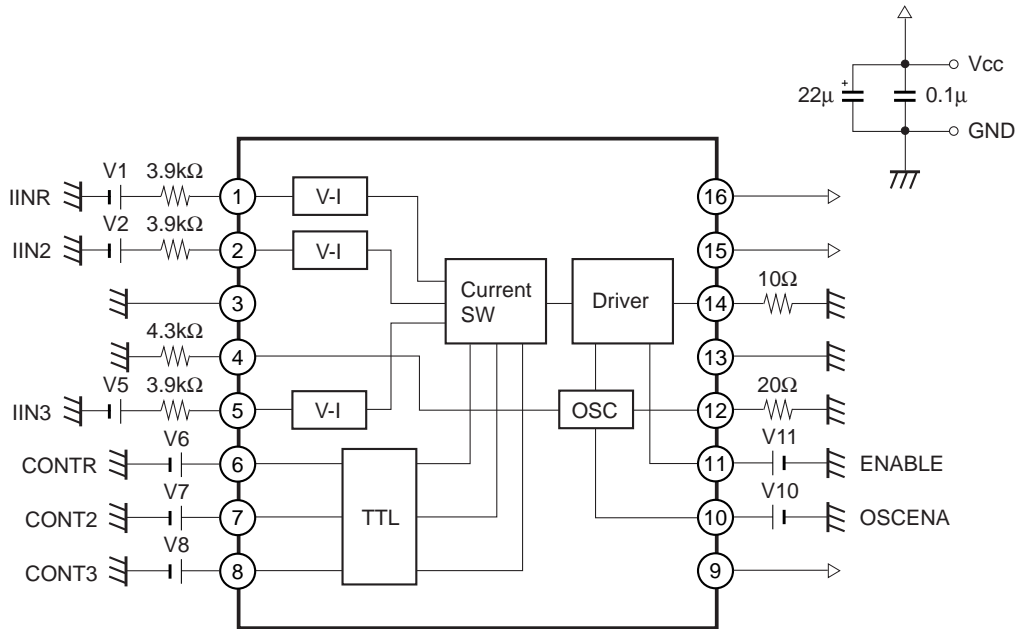 Vcc
22μ
0.1μ
GND
V1
3.9kΩ
IINR
1
V-I
16
V2
3.9kΩ
IIN2
2
V-I
15
3
Current
SW
Driver
14
10Ω
4.3kΩ
4
13
V5
3.9kΩ
IIN3
5
V-I
OSC
12
20Ω
V6
CONTR
6
11
V11
ENABLE
V7
CONT2
7
TTL
10
V10
OSCENA
V8
CONT3
8
9